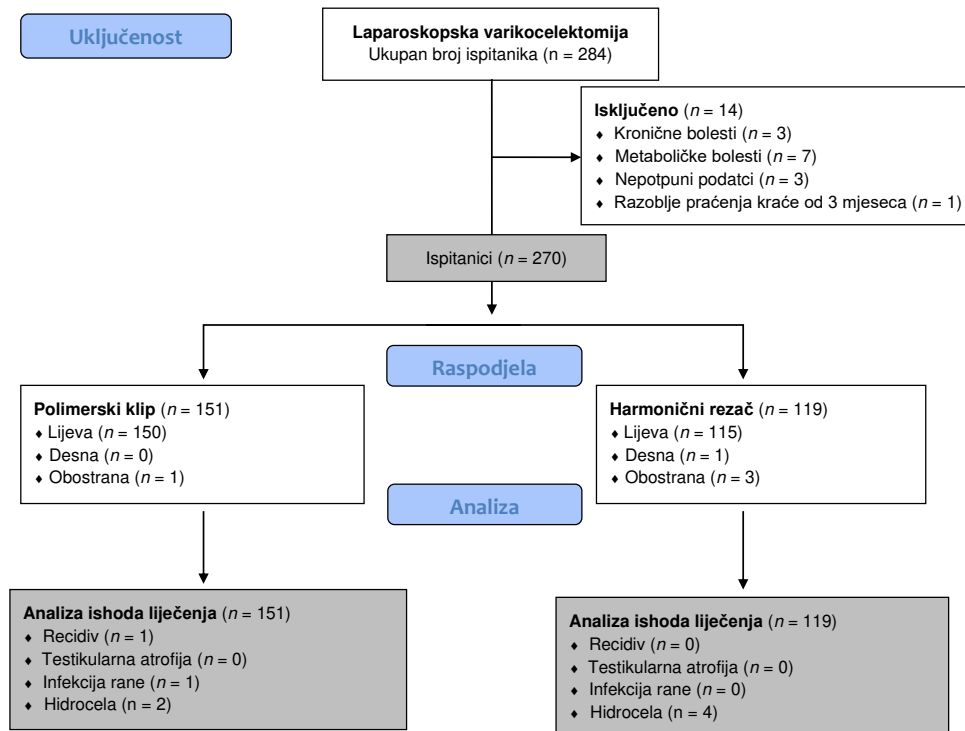 Uključenost
Laparoskopska varikocelektomija
Ukupan broj ispitanika (n = 284)
Isključeno (n = 14)
♦ Kronične bolesti (n = 3)
♦ Metaboličke bolesti (n = 7)
♦ Nepotpuni podatci (n = 3)
♦ Razoblje praćenja kraće od 3 mjeseca (n = 1)
Ispitanici (n = 270)
Raspodjela
Polimerski klip (n = 151)
♦ Lijeva (n = 150)
♦ Desna (n = 0)
♦ Obostrana (n = 1)
Harmonični rezač (n = 119)
♦ Lijeva (n = 115)
♦ Desna (n = 1)
♦ Obostrana (n = 3)
Analiza
Analiza ishoda liječenja (n = 151)
♦ Recidiv (n = 1)
♦ Testikularna atrofija (n = 0)
♦ Infekcija rane (n = 1)
♦ Hidrocela (n = 2)
Analiza ishoda liječenja (n = 119)
♦ Recidiv (n = 0)
♦ Testikularna atrofija (n = 0)
♦ Infekcija rane (n = 0)
♦ Hidrocela (n = 4)